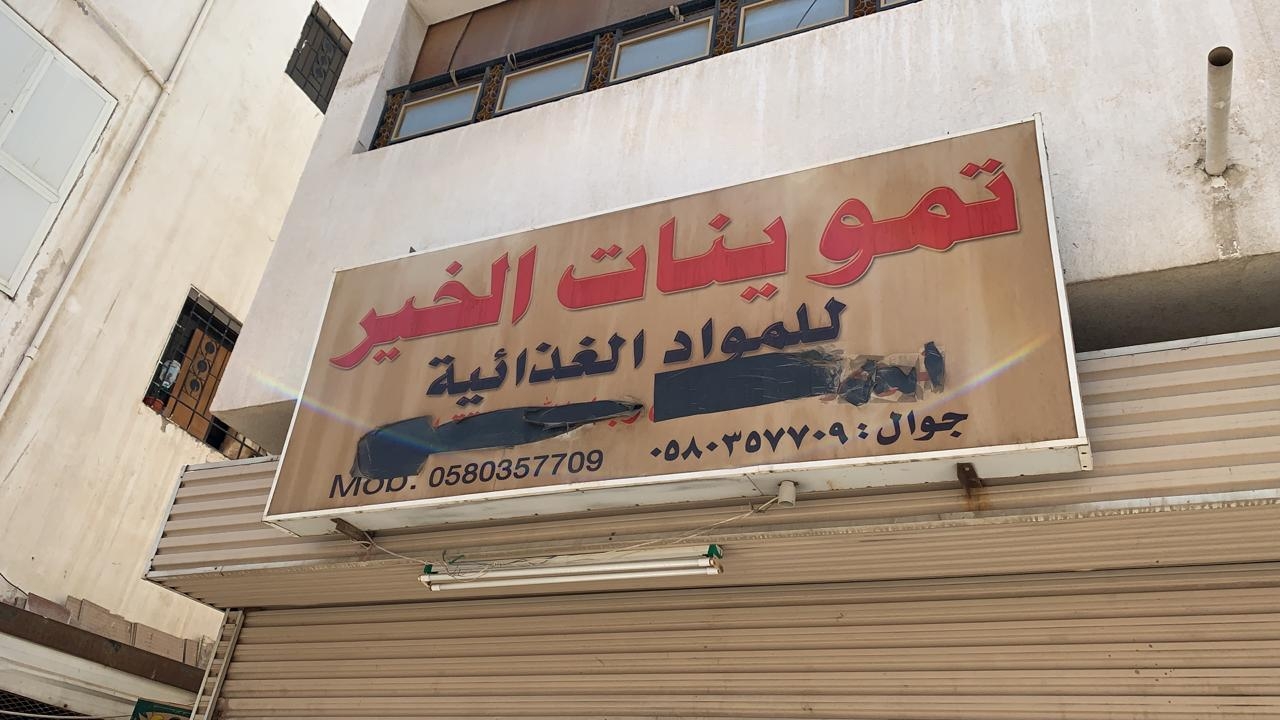 تموينات الخير
للمواد الغذائية
جوال : ٠٥٨٠٣٥٧٧٠٩
Mob. 0580357709